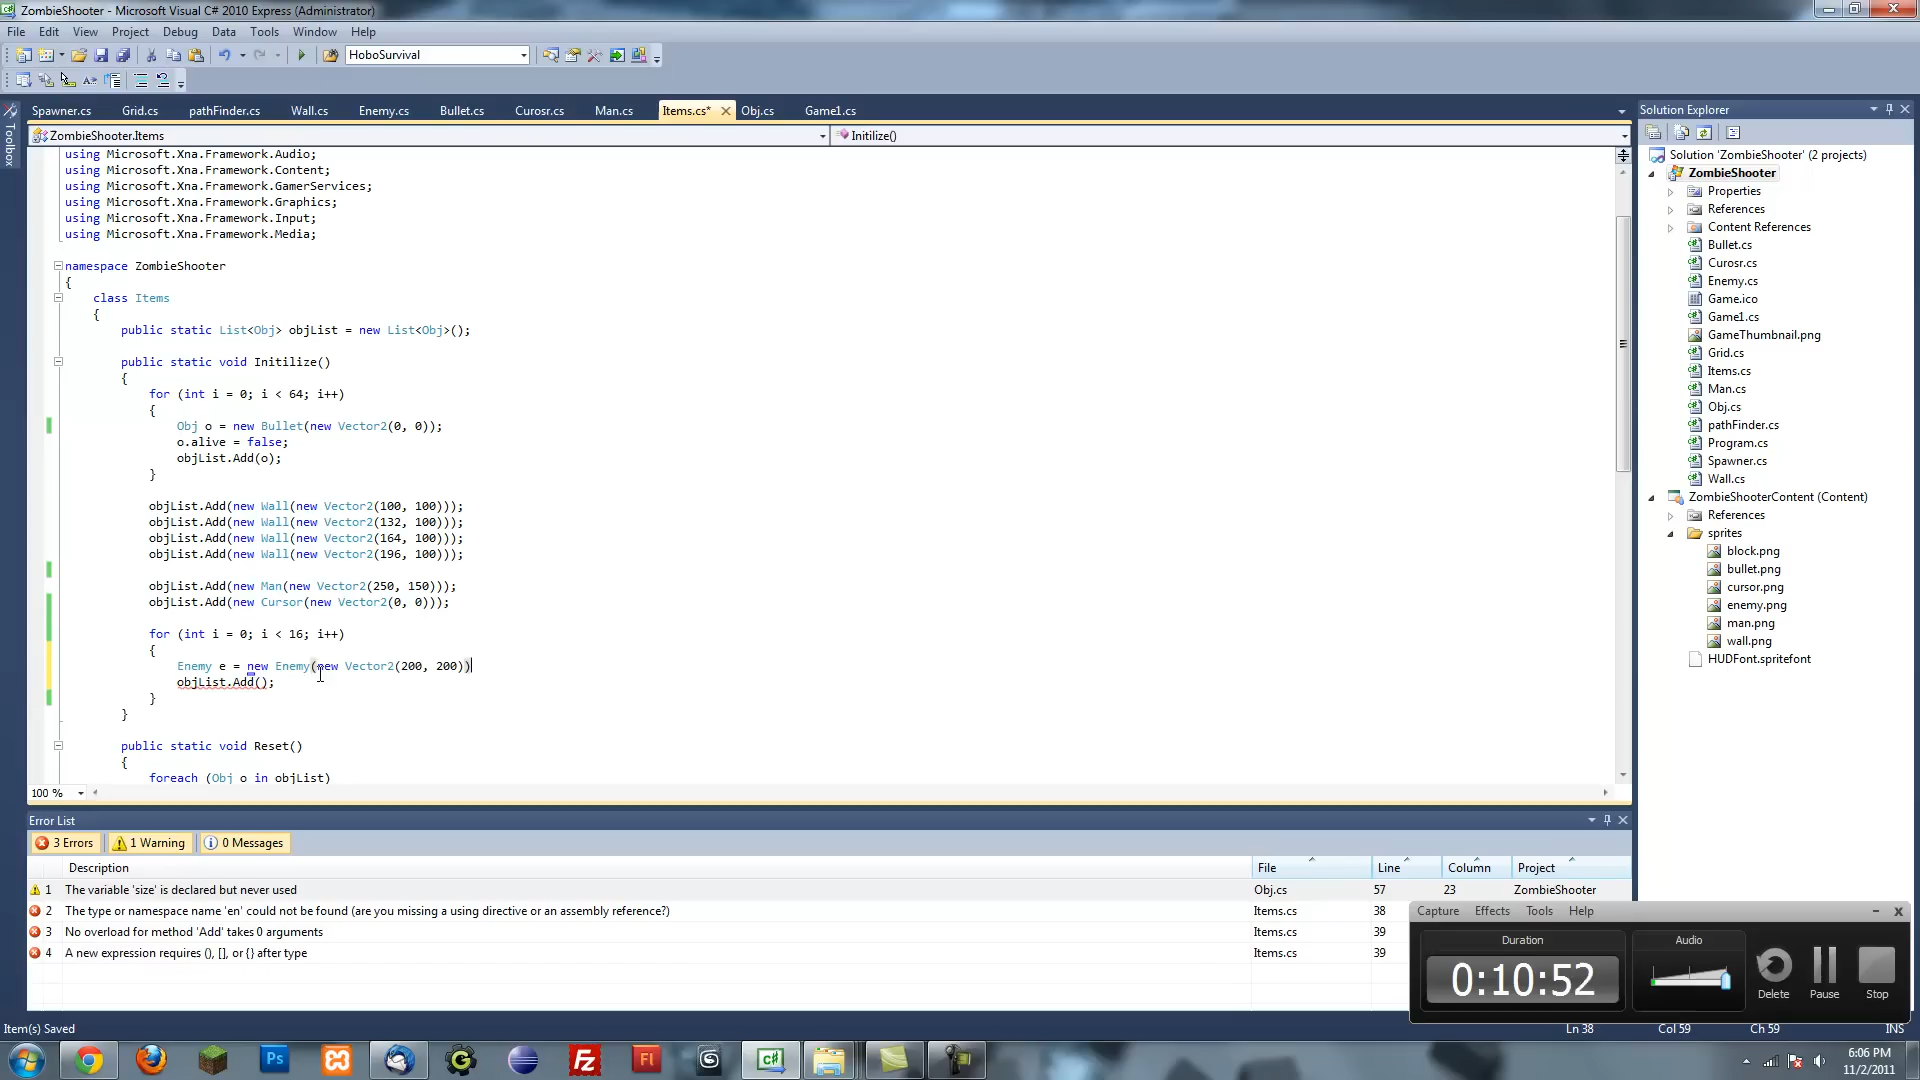 ZombieShooter - Microsoft Visual C# 2010 Express (Administrator)
File Edit View Project Debug Data Tools Window Help
HoboSurvival
Spawner.cs Grid.cs pathFinder.cs Wall.cs Enemy.cs Bullet.cs Curosr.cs Man.cs Items.cs* Obj.cs Game1.cs
Toolbox
ZombieShooter.Items Initilize()
using Microsoft.Xna.Framework.Audio;
using Microsoft.Xna.Framework.Content;
using Microsoft.Xna.Framework.GamerServices;
using Microsoft.Xna.Framework.Graphics;
using Microsoft.Xna.Framework.Input;
using Microsoft.Xna.Framework.Media;
namespace ZombieShooter
{
class Items
{
public static List<Obj> objList = new List<Obj>();
public static void Initilize()
{
for (int i = 0; i < 64; i++)
{
Obj o = new Bullet(new Vector2(0, 0));
o.alive = false;
objList.Add(o);
}
objList.Add(new Wall(new Vector2(100, 100)));
objList.Add(new Wall(new Vector2(132, 100)));
objList.Add(new Wall(new Vector2(164, 100)));
objList.Add(new Wall(new Vector2(196, 100)));
objList.Add(new Man(new Vector2(250, 150)));
objList.Add(new Cursor(new Vector2(0, 0)));
for (int i = 0; i < 16; i++)
{
Enemy e = new Enemy(new Vector2(200, 200))
objList.Add();
}
}
public static void Reset()
{
foreach (Obj o in objList)
100 %
Solution Explorer
Solution 'ZombieShooter' (2 projects)
ZombieShooter
Properties
References
Content References
Bullet.cs
Curosr.cs
Enemy.cs
Game.ico
Game1.cs
GameThumbnail.png
Grid.cs
Items.cs
Man.cs
Obj.cs
pathFinder.cs
Program.cs
Spawner.cs
Wall.cs
ZombieShooterContent (Content)
References
sprites
block.png
bullet.png
cursor.png
enemy.png
man.png
wall.png
HUDFont.spritefont
Error List
3 Errors 1 Warning 0 Messages
Description File Line Column Project
1 The variable 'size' is declared but never used Obj.cs 57 23 ZombieShooter
2 The type or namespace name 'en' could not be found (are you missing a using directive or an assembly reference?) Items.cs 38
3 No overload for method 'Add' takes 0 arguments Items.cs 39
4 A new expression requires (), [], or {} after type Items.cs 39
Capture Effects Tools Help
Duration Audio
0:10:52
Delete Pause Stop
Item(s) Saved Ln 38 Col 59 Ch 59 INS
Ps Fl C#
6:06 PM
11/2/2011